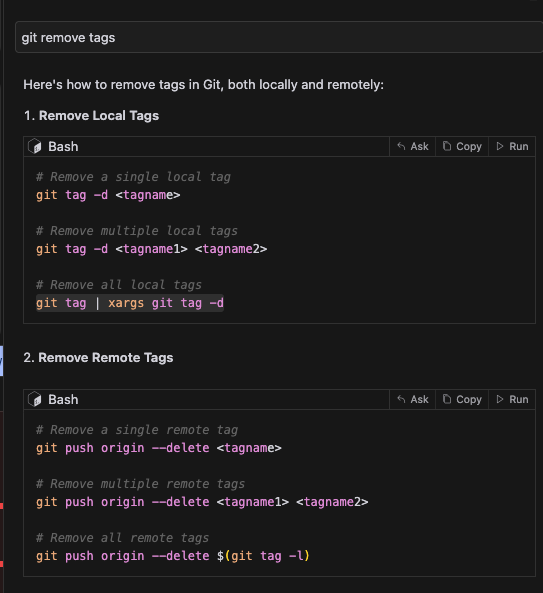 git remove tags
Here's how to remove tags in Git, both locally and remotely:
1. Remove Local Tags
Bash
Ask
Copy
Run
# Remove a single local tag
git tag -d <tagname>
# Remove multiple local tags
git tag -d <tagname1> <tagname2>
# Remove all local tags
git tag | xargs git tag -d
2. Remove Remote Tags
Bash
Ask
Copy
Run
# Remove a single remote tag
git push origin --delete <tagname>
# Remove multiple remote tags
git push origin --delete <tagname1> <tagname2>
# Remove all remote tags
git push origin --delete $(git tag -l)